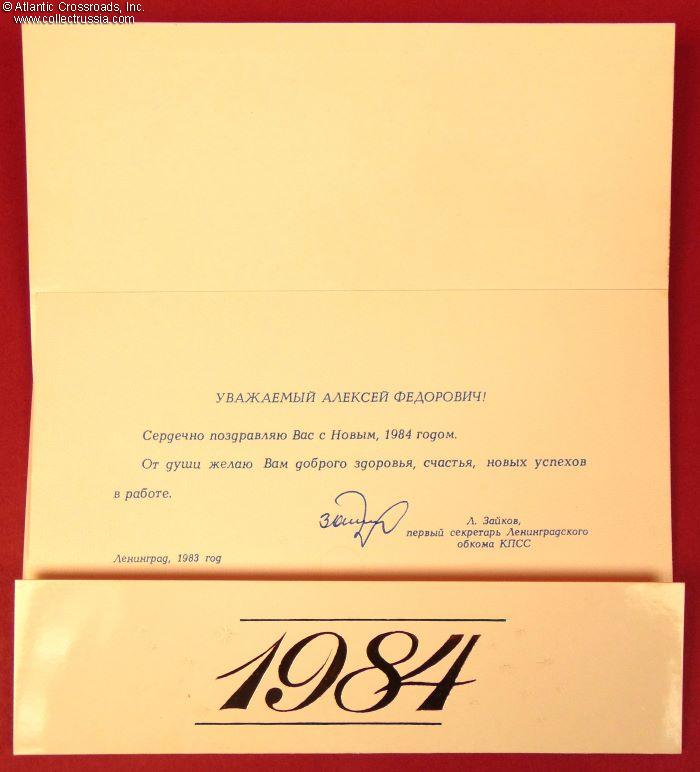 © Atlantic Crossroads, Inc.
www.collectrussia.com
УВАЖАЕМЫЙ АЛЕКСЕЙ ФЕДОРОВИЧ!
Сердечно поздравляю Вас с Новым, 1984 годом.
От души желаю Вам доброго здоровья, счастья, новых успехов
в работе.
Л. Зайков,
первый секретарь Ленинградского
обкома КПСС
Ленинград, 1983 год
1984